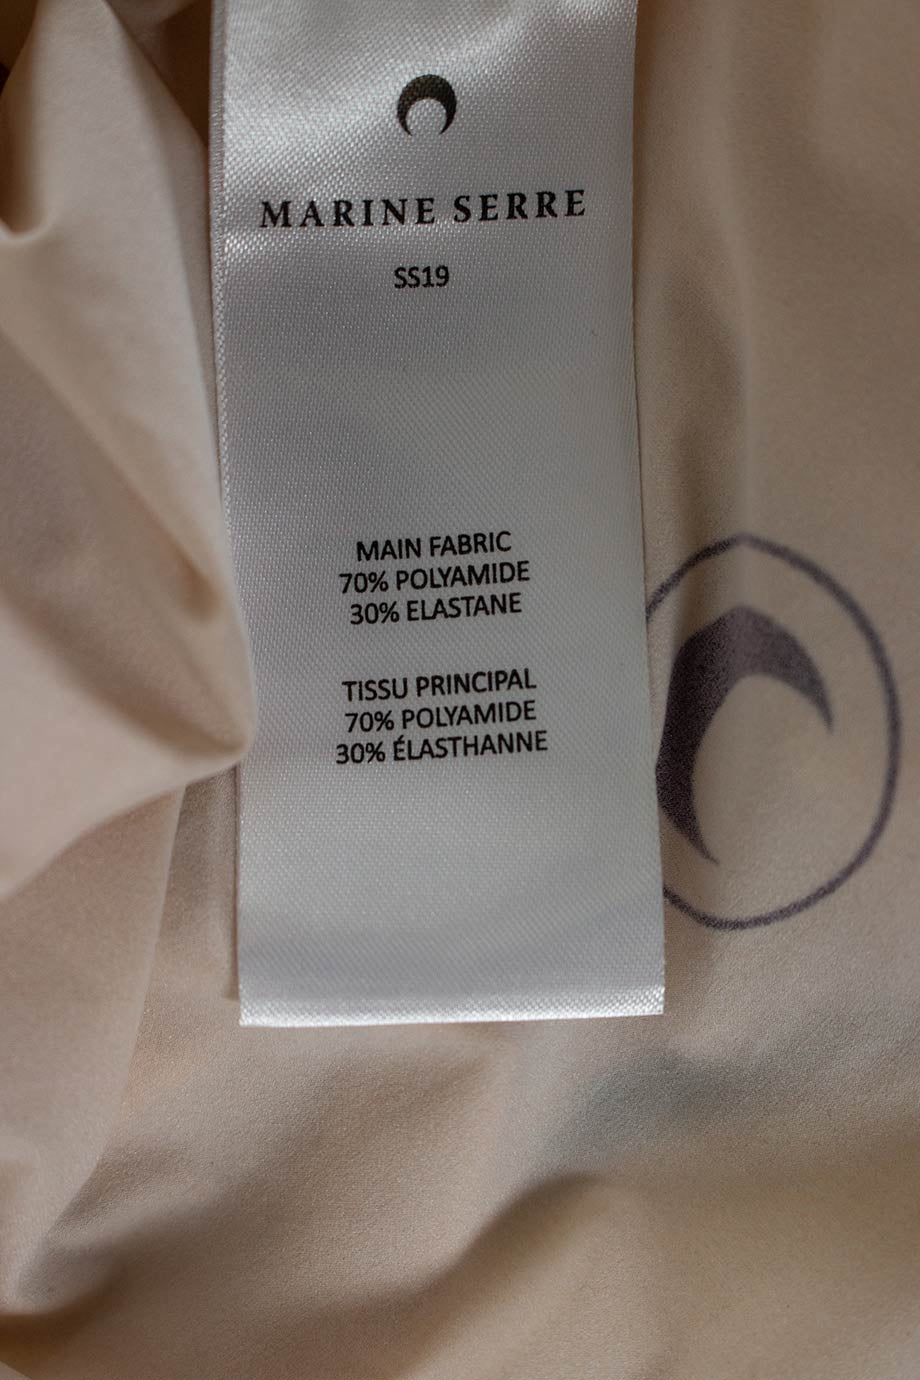 MARINE SERRE
SS19
MAIN FABRIC
70% POLYAMIDE
30% ELASTANE
TISSU PRINCIPAL
70% POLYAMIDE
30% ÉLASTHANNE